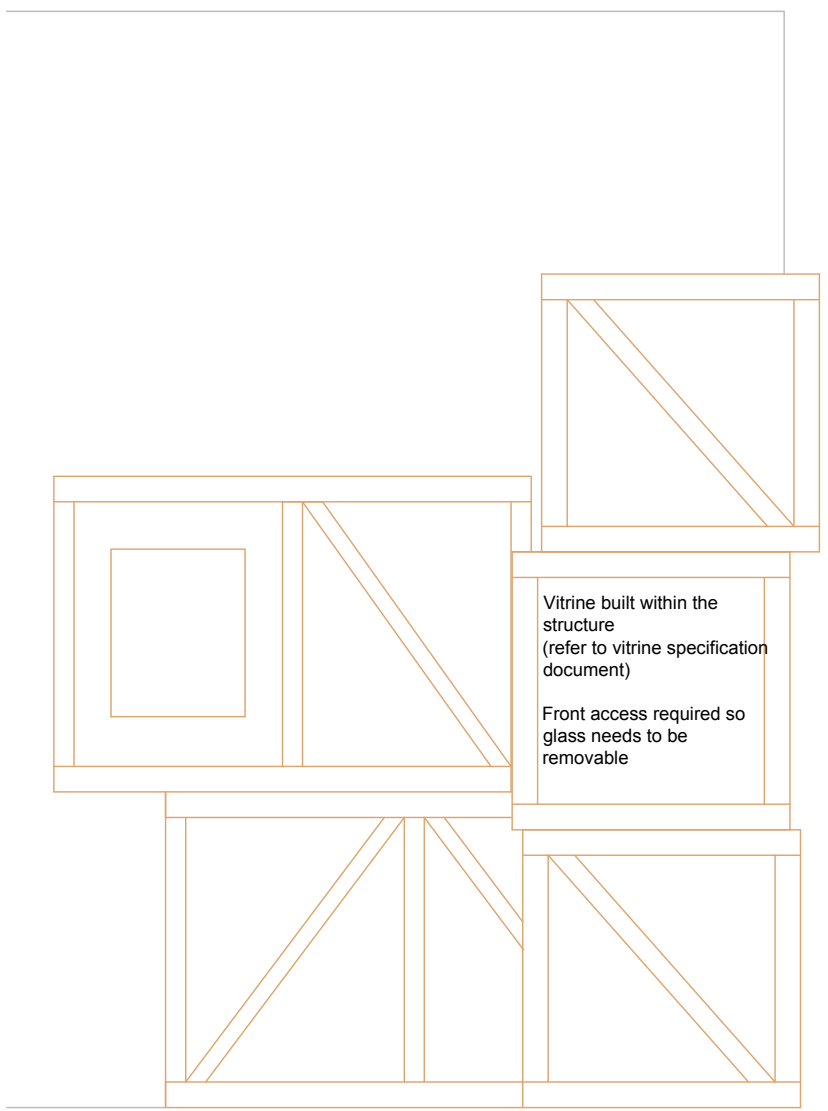 Vitrine built within the
structure
(refer to vitrine specification
document)
Front access required so
glass needs to be
removable